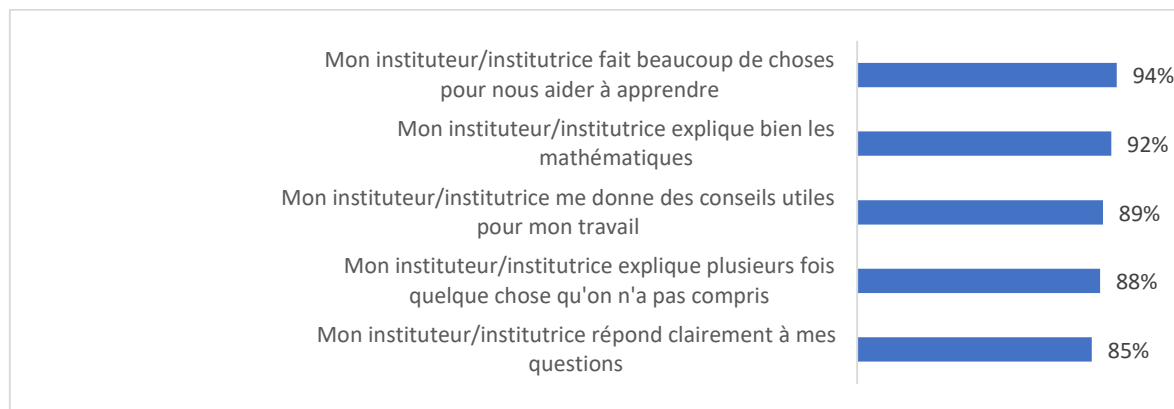 Mon instituteur/institutrice fait beaucoup de choses
pour nous aider à apprendre
94%
Mon instituteur/institutrice explique bien les
mathématiques
92%
Mon instituteur/institutrice me donne des conseils utiles
pour mon travail
89%
Mon instituteur/institutrice explique plusieurs fois
quelque chose qu'on n'a pas compris
88%
Mon instituteur/institutrice répond clairement à mes
questions
85%